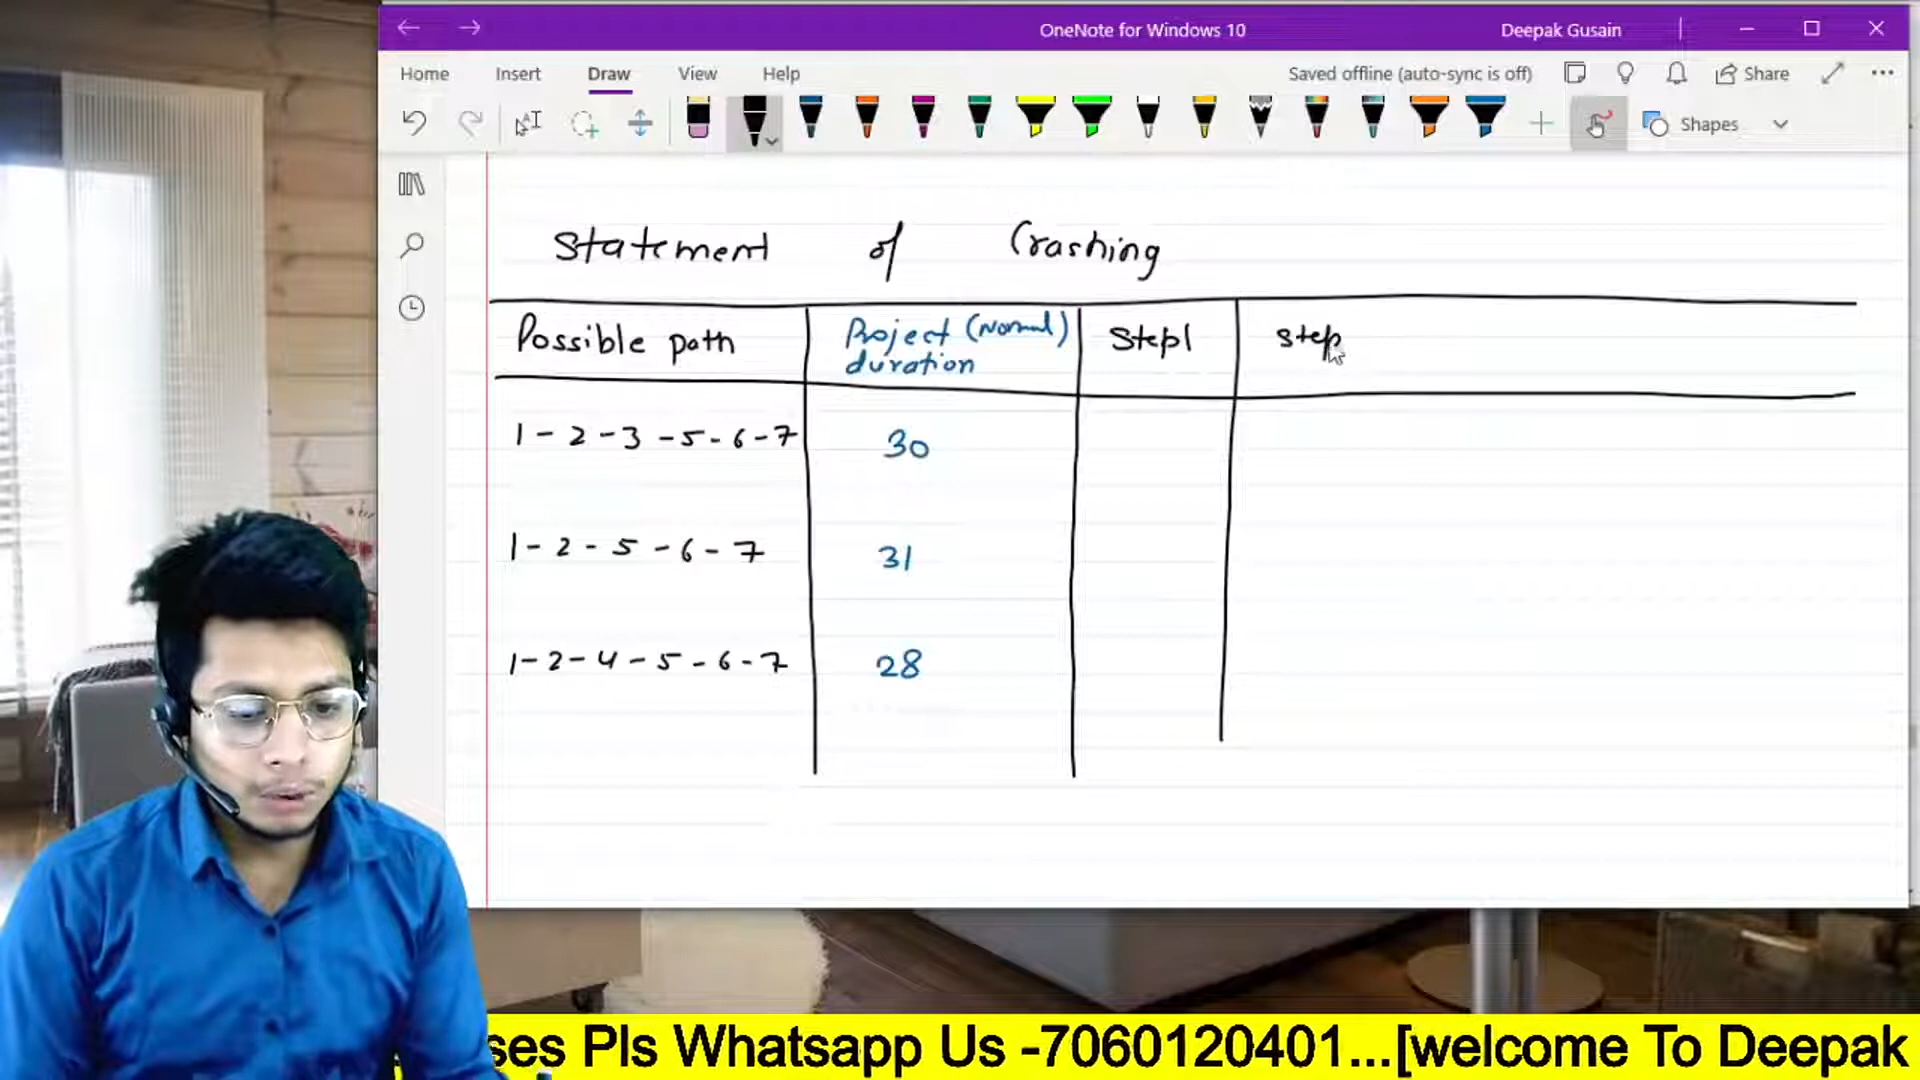 OneNote for Windows 10
Deepak Gusain
Home Insert Draw View Help
Saved offline (auto-sync is off)
Share
Shapes
Statement of Crashing
Possible path
Project (Normal)
duration
Step1
Step
1-2-3-5-6-7
30
1-2-5-6-7
31
1-2-4-5-6-7
28
ses Pls Whatsapp Us -7060120401...[welcome To Deepak